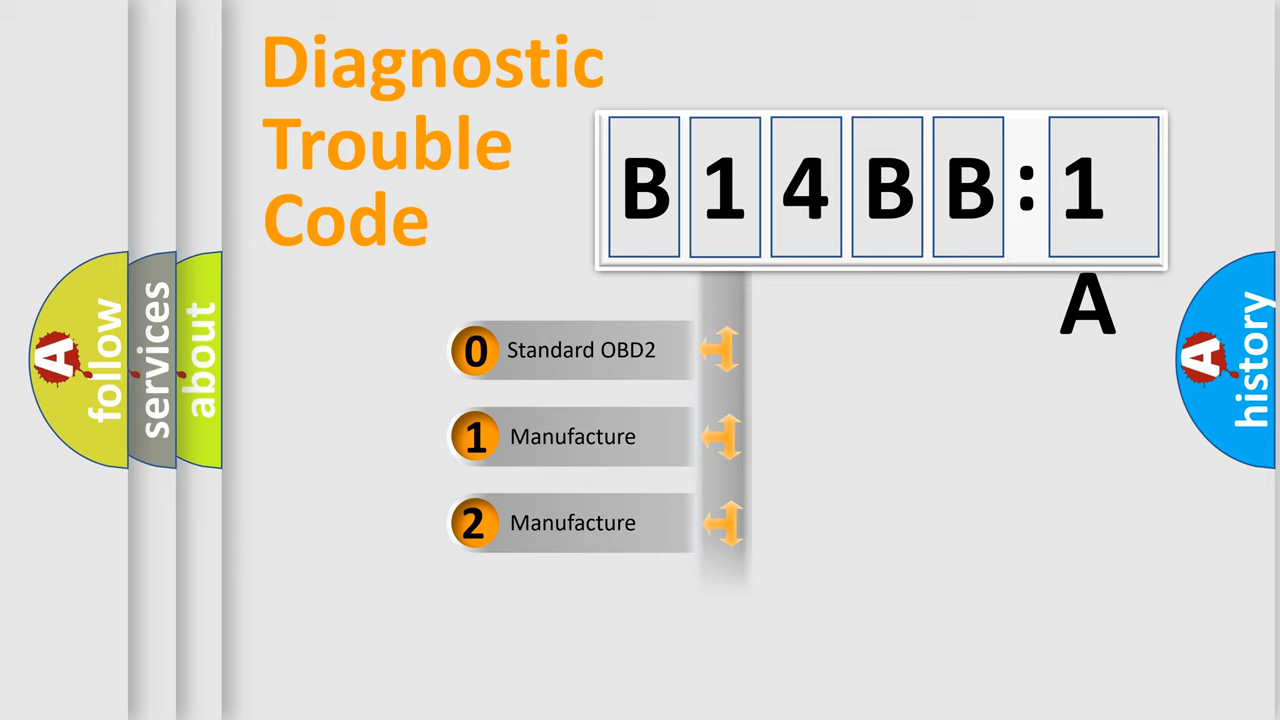 Diagnostic
Trouble
Code
B 1 4 B B : 1
A
0 Standard OBD2
1 Manufacture
2 Manufacture
A follow
services
about
A history